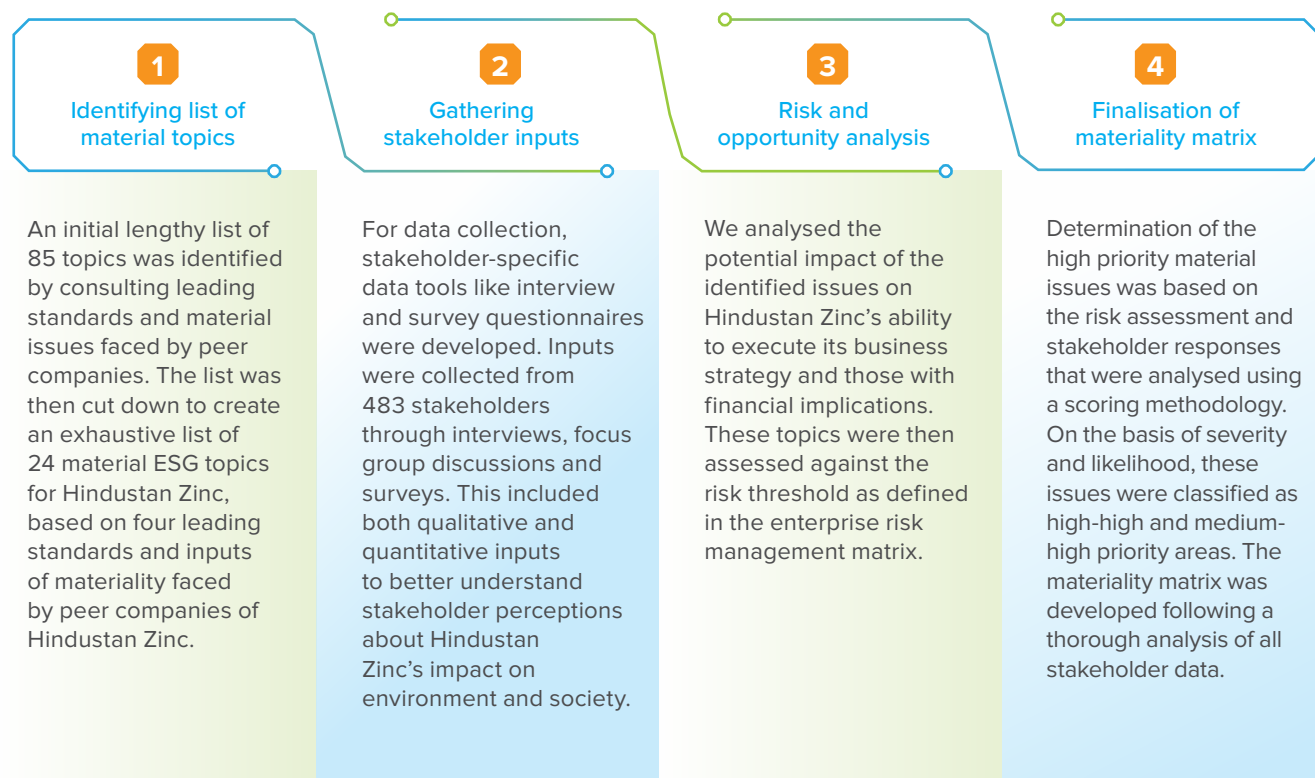 1
Identifying list of
material topics
An initial lengthy list of
85 topics was identified
by consulting leading
standards and material
issues faced by peer
companies. The list was
then cut down to create
an exhaustive list of
24 material ESG topics
for Hindustan Zinc,
based on four leading
standards and inputs
of materiality faced
by peer companies of
Hindustan Zinc.
2
Gathering
stakeholder inputs
For data collection,
stakeholder-specific
data tools like interview
and survey questionnaires
were developed. Inputs
were collected from
483 stakeholders
through interviews, focus
group discussions and
surveys. This included
both qualitative and
quantitative inputs
to better understand
stakeholder perceptions
about Hindustan
Zinc’s impact on
environment and society.
3
Risk and
opportunity analysis
We analysed the
potential impact of the
identified issues on
Hindustan Zinc’s ability
to execute its business
strategy and those with
financial implications.
These topics were then
assessed against the
risk threshold as defined
in the enterprise risk
management matrix.
4
Finalisation of
materiality matrix
Determination of the
high priority material
issues was based on
the risk assessment and
stakeholder responses
that were analysed using
a scoring methodology.
On the basis of severity
and likelihood, these
issues were classified as
high-high and medium-
high priority areas. The
materiality matrix was
developed following a
thorough analysis of all
stakeholder data.